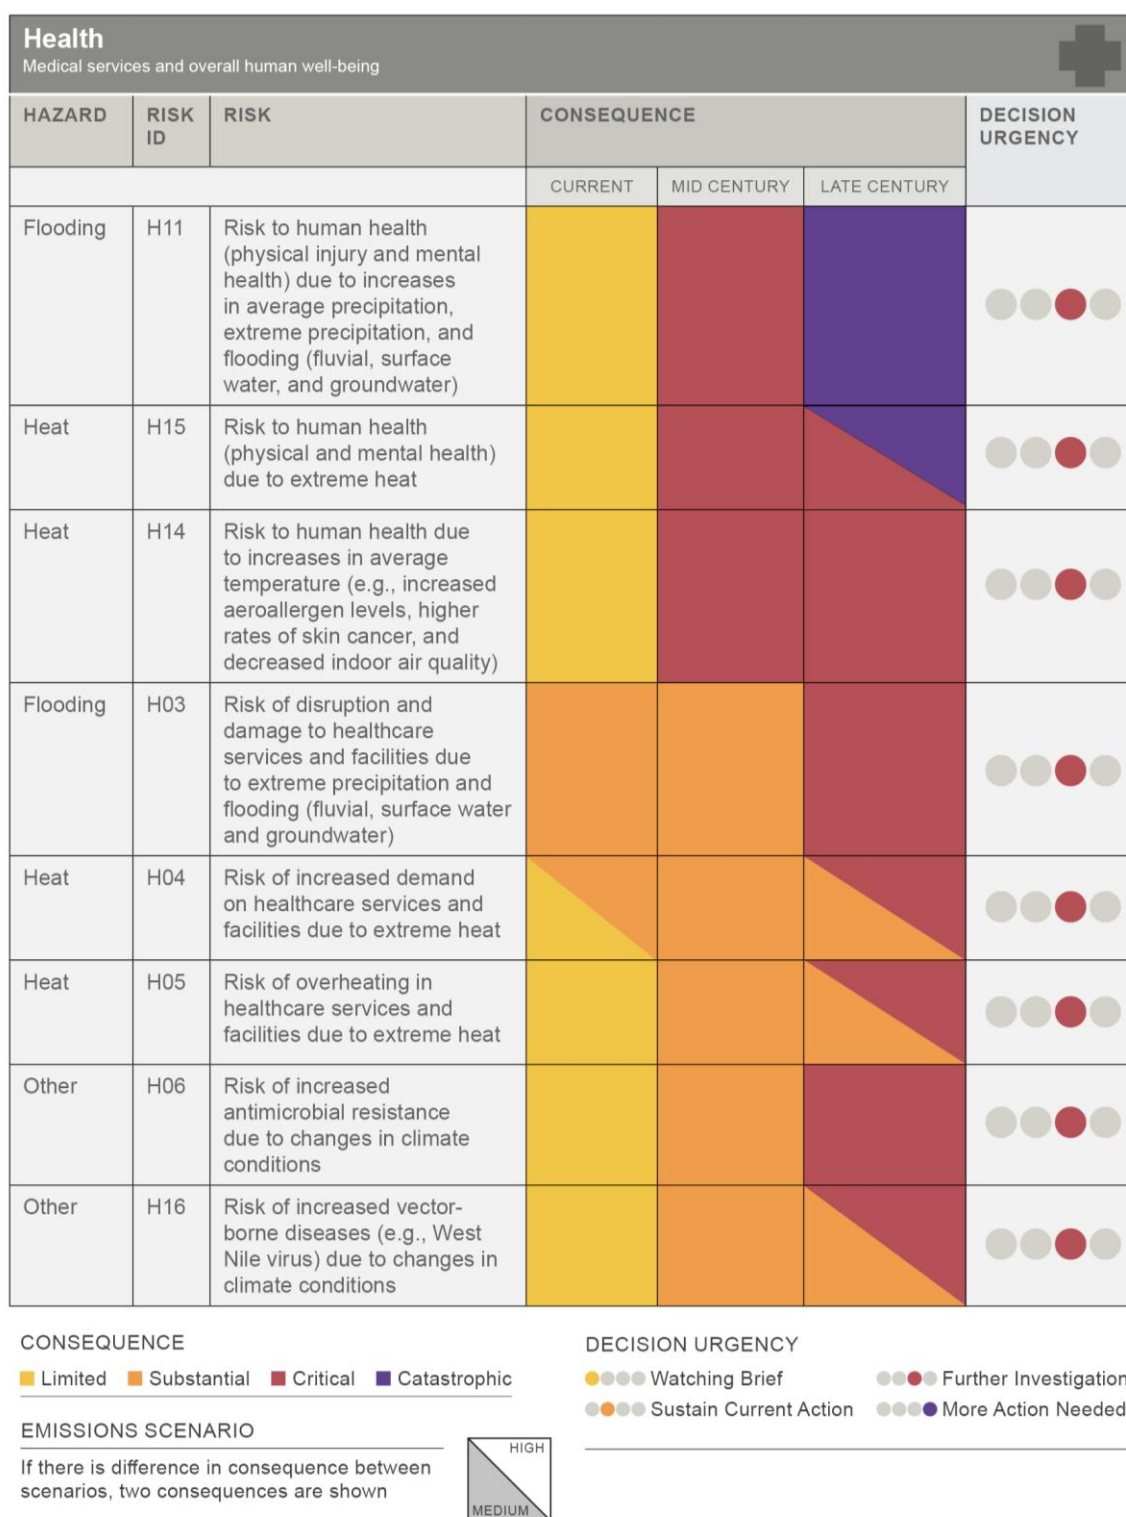 Health
Medical services and overall human well-being
HAZARD
RISK
ID
RISK
CONSEQUENCE
DECISION
URGENCY
CURRENT
MID CENTURY
LATE CENTURY
Flooding
H11
Risk to human health
(physical injury and mental
health) due to increases
in average precipitation,
extreme precipitation, and
flooding (fluvial, surface
water, and groundwater)
Heat
H15
Risk to human health
(physical and mental health)
due to extreme heat
Heat
H14
Risk to human health due
to increases in average
temperature (e.g., increased
aeroallergen levels, higher
rates of skin cancer, and
decreased indoor air quality)
Flooding
H03
Risk of disruption and
damage to healthcare
services and facilities due
to extreme precipitation and
flooding (fluvial, surface water
and groundwater)
Heat
H04
Risk of increased demand
on healthcare services and
facilities due to extreme heat
Heat
H05
Risk of overheating in
healthcare services and
facilities due to extreme heat
Other
H06
Risk of increased
antimicrobial resistance
due to changes in climate
conditions
Other
H16
Risk of increased vector-
borne diseases (e.g., West
Nile virus) due to changes in
climate conditions
CONSEQUENCE
Limited
Substantial
Critical
Catastrophic
EMISSIONS SCENARIO
If there is difference in consequence between
scenarios, two consequences are shown
HIGH
MEDIUM
DECISION URGENCY
Watching Brief
Further Investigation
Sustain Current Action
More Action Needed